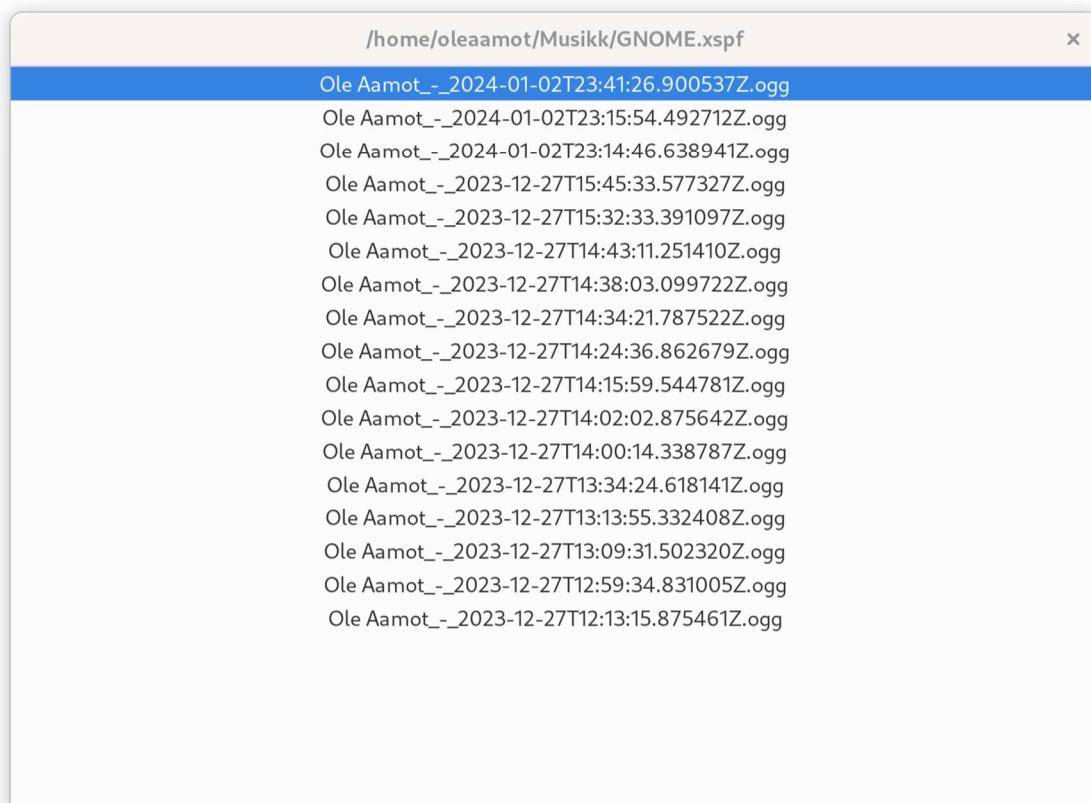 /home/oleaamot/Musikk/GNOME.xspf
Ole Aamot_-_2024-01-02T23:41:26.900537Z.ogg
Ole Aamot_-_2024-01-02T23:15:54.492712Z.ogg
Ole Aamot_-_2024-01-02T23:14:46.638941Z.ogg
Ole Aamot_-_2023-12-27T15:45:33.577327Z.ogg
Ole Aamot_-_2023-12-27T15:32:33.391097Z.ogg
Ole Aamot_-_2023-12-27T14:43:11.251410Z.ogg
Ole Aamot_-_2023-12-27T14:38:03.099722Z.ogg
Ole Aamot_-_2023-12-27T14:34:21.787522Z.ogg
Ole Aamot_-_2023-12-27T14:24:36.862679Z.ogg
Ole Aamot_-_2023-12-27T14:15:59.544781Z.ogg
Ole Aamot_-_2023-12-27T14:02:02.875642Z.ogg
Ole Aamot_-_2023-12-27T14:00:14.338787Z.ogg
Ole Aamot_-_2023-12-27T13:34:24.618141Z.ogg
Ole Aamot_-_2023-12-27T13:13:55.332408Z.ogg
Ole Aamot_-_2023-12-27T13:09:31.502320Z.ogg
Ole Aamot_-_2023-12-27T12:59:34.831005Z.ogg
Ole Aamot_-_2023-12-27T12:13:15.875461Z.ogg